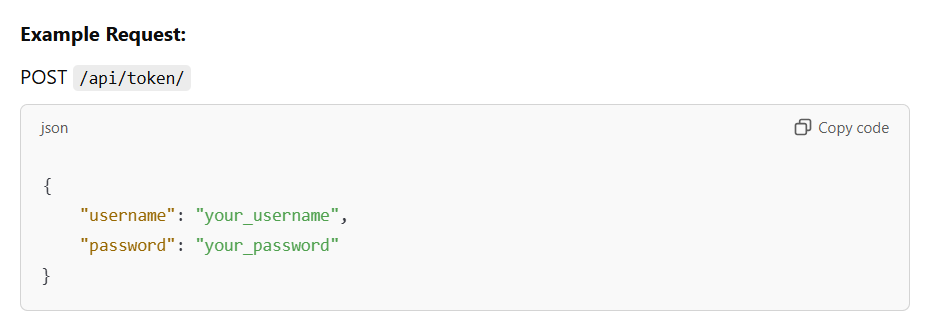 Example Request:
POST /api/token/
json Copy code
{
    "username": "your_username",
    "password": "your_password"
}